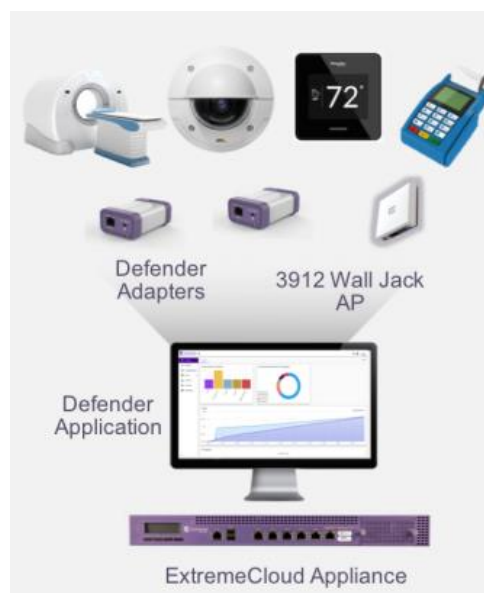 72°
Defender
Adapters
3912 Wall Jack
AP
Defender
Application
ExtremeCloud Appliance